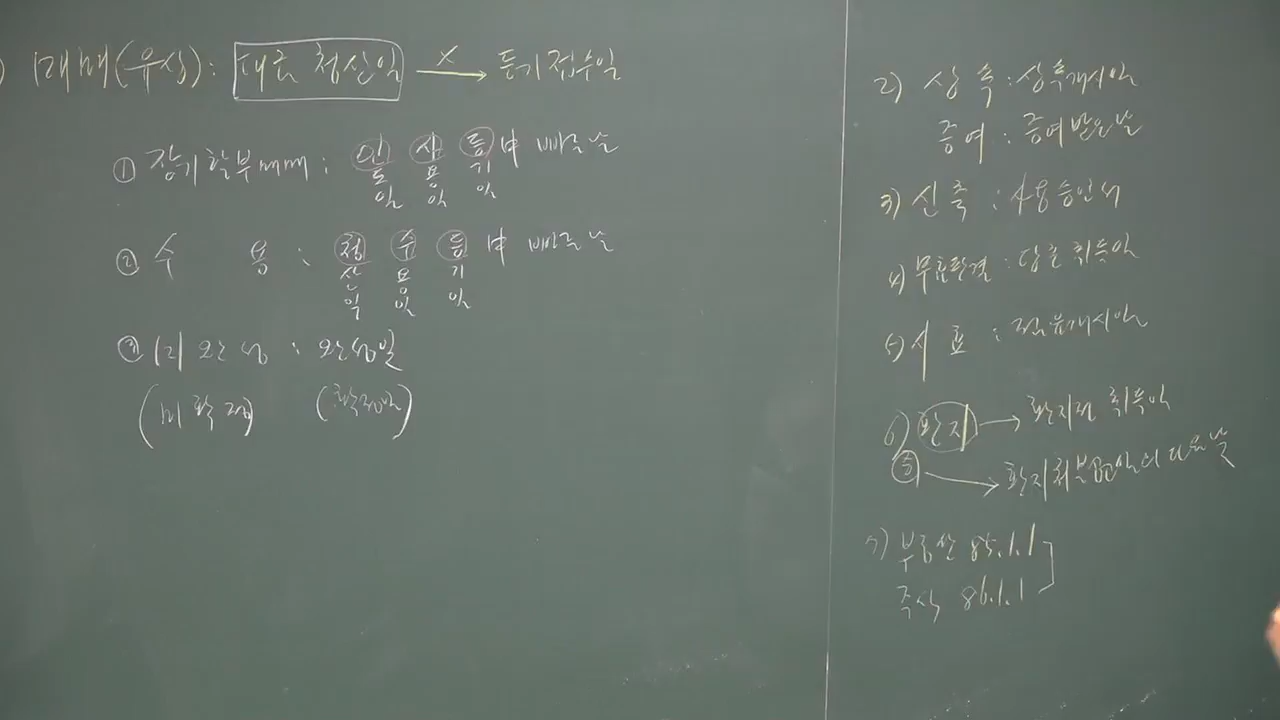 ) 매매(유상): 대금 청산일 X→ 등기접수일
① 장기할부매매 : 인도일 사용일 등기일 中 빠른날
② 수 용 : 청산일 수용일 등기일 中 빠른날
③ 미완성 : 완성일
(미확정) (확정일)
2) 상 속 : 상속개시일
증여 : 증여받은날
3) 신 축 : 사용승인서
4) 무효판결 : 당초취득일
5) 시 효 : 점유개시일
6) 환지 → 환지전 취득일
증 → 환지처분공고일의 다음날
7) 부동산 85.1.1
주식 86.1.1